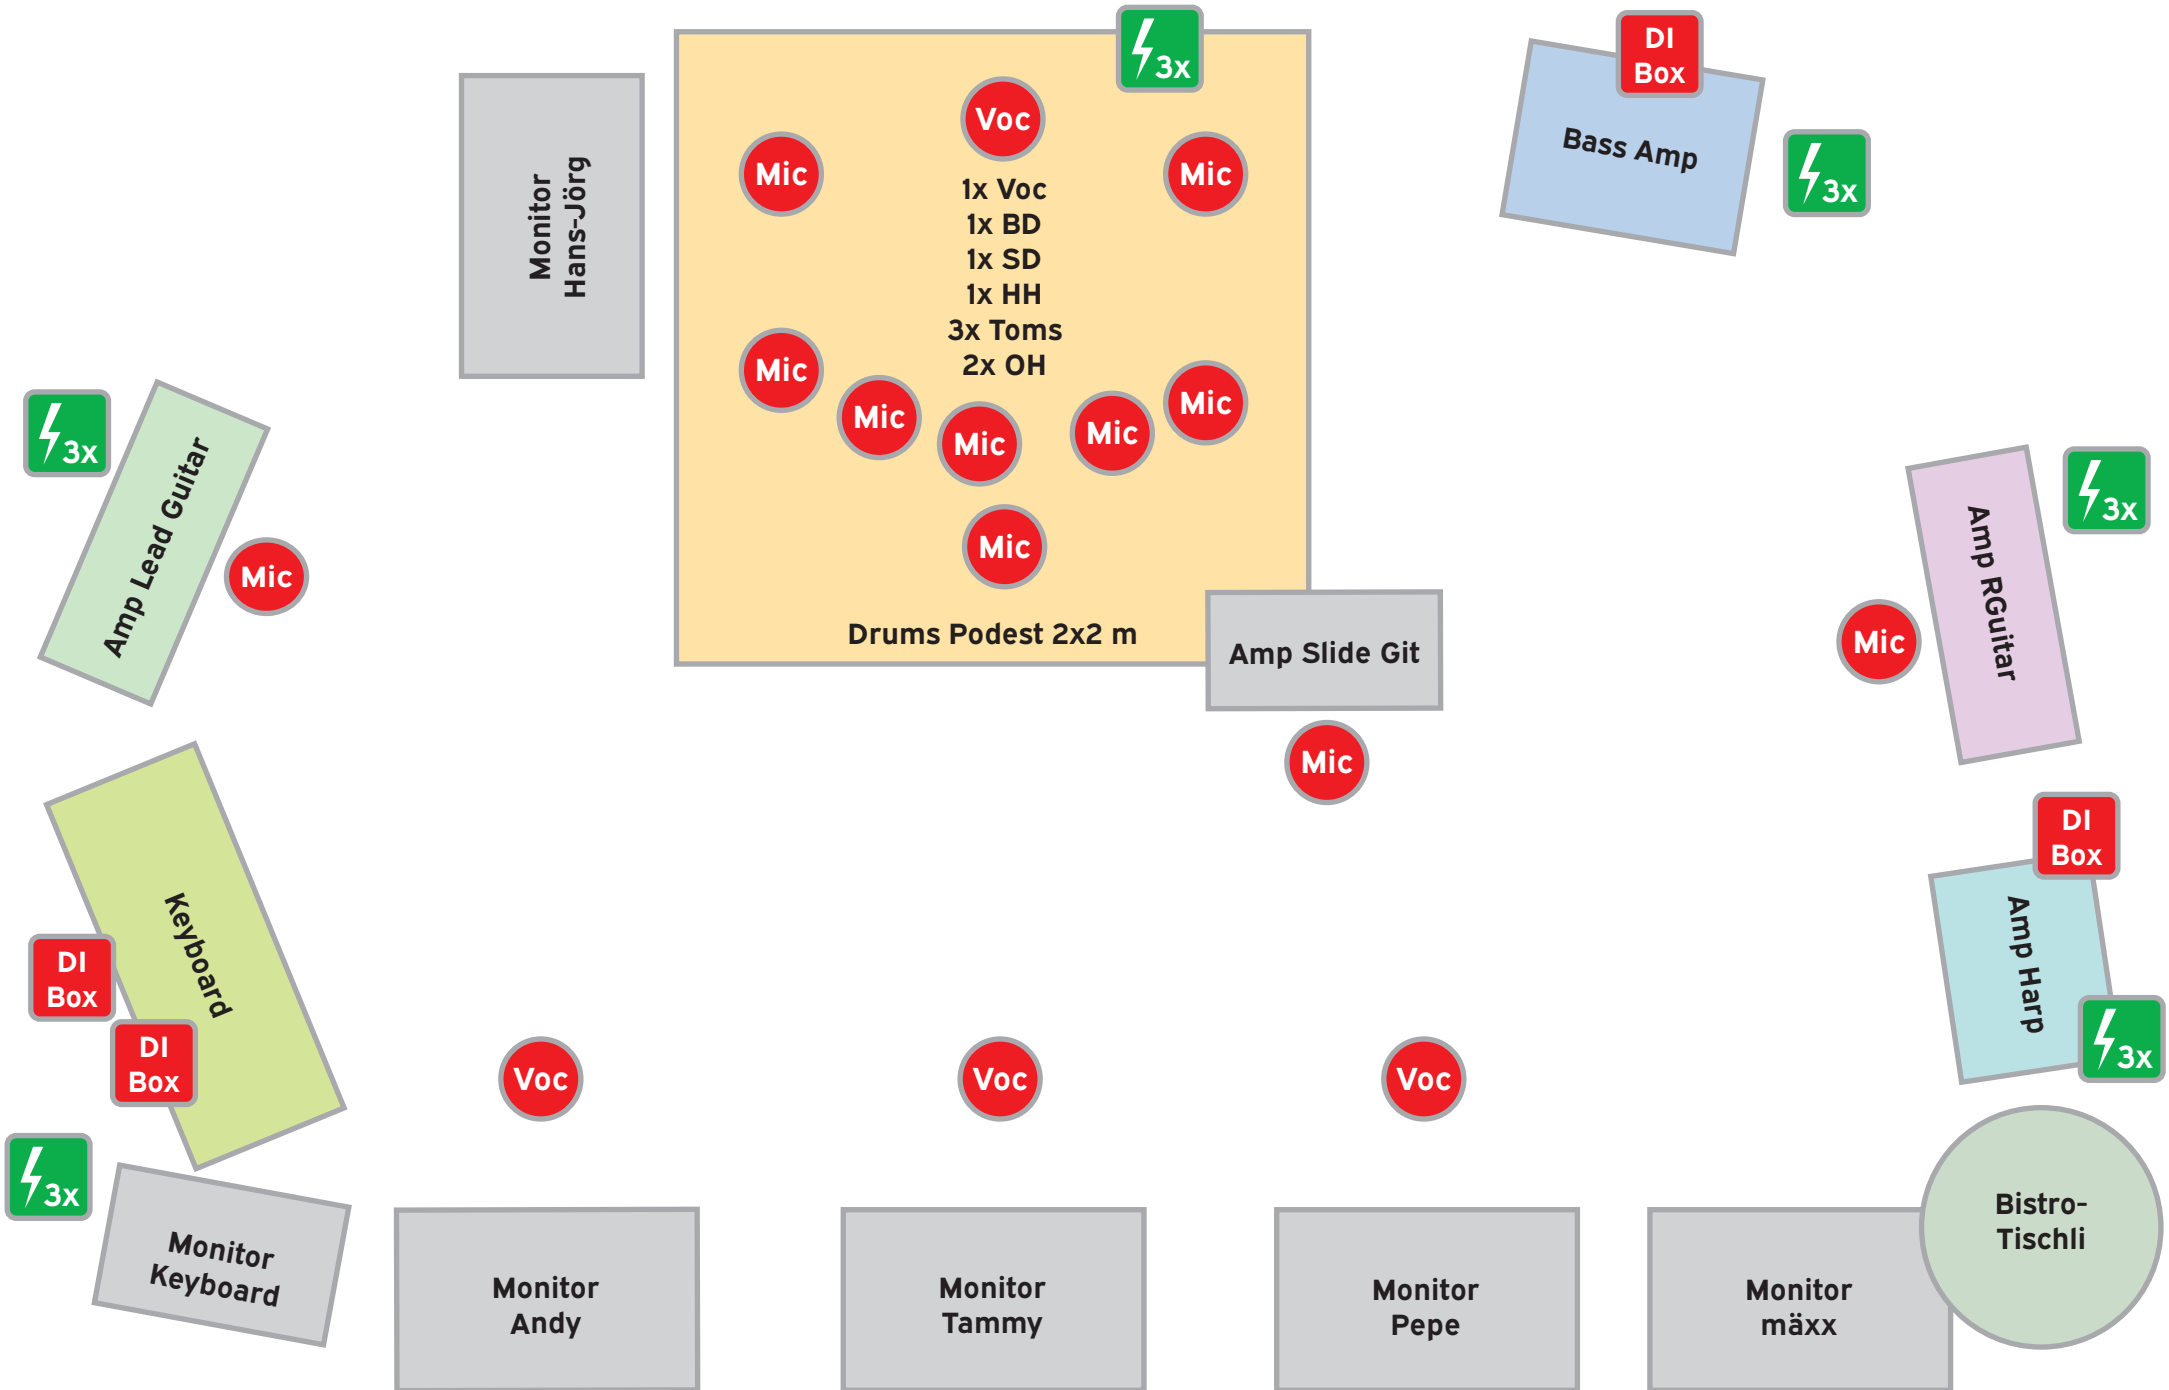 3x
DI
Box
Voc
Mic
Mic
Bass Amp
3x
Monitor
Hans-Jörg
1x Voc
1x BD
1x SD
1x HH
3x Toms
2x OH
Mic
Mic
Mic
Mic
Mic
3x
Amp Lead Guitar
Mic
Mic
Drums Podest 2x2 m
Amp Slide Git
Mic
3x
Amp RGuitar
Mic
Keyboard
DI
Box
DI
Box
3x
Monitor
Keyboard
Voc
Voc
Voc
DI
Box
Amp Harp
3x
Monitor
Andy
Monitor
Tammy
Monitor
Pepe
Monitor
mäxx
Bistro-
Tischli